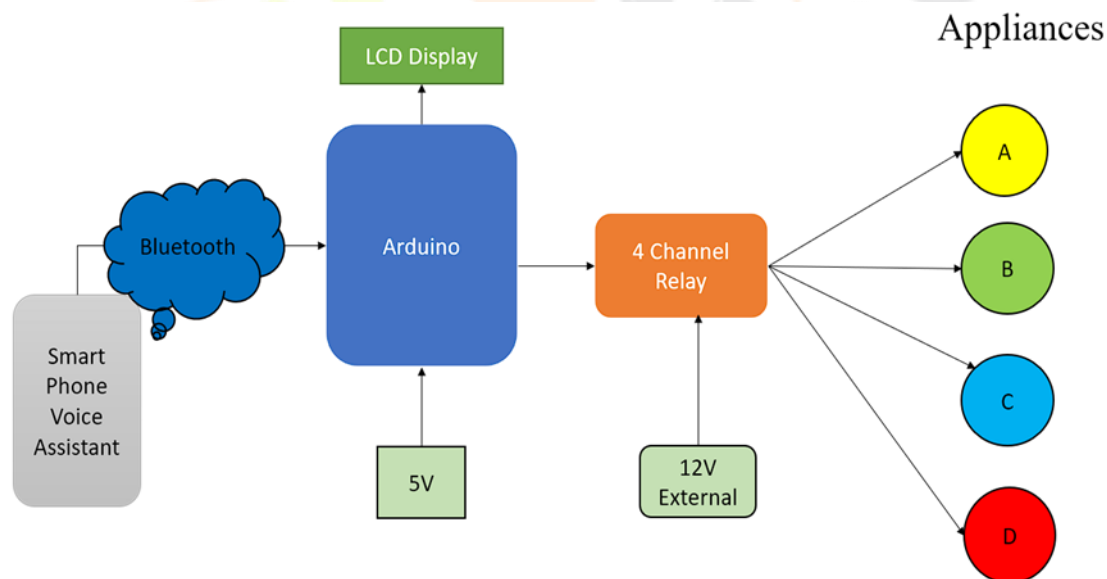 Appliances
LCD Display
A
Bluetooth
Arduino
4 Channel
Relay
B
Smart
Phone
Voice
Assistant
C
5V
12V
External
D